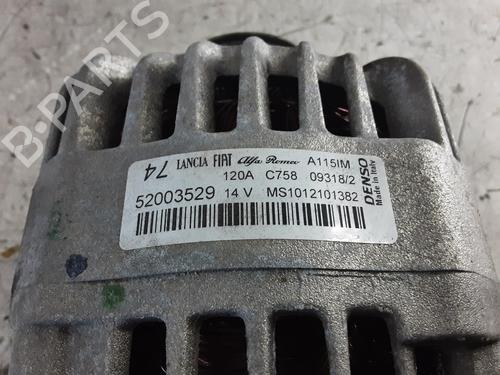 B-PARTS
74 LANCIA FIAT Alfa Romeo A115IM
120A C758 09318/2
52003529 14 V MS1012101382
DENSO
Made in Italy